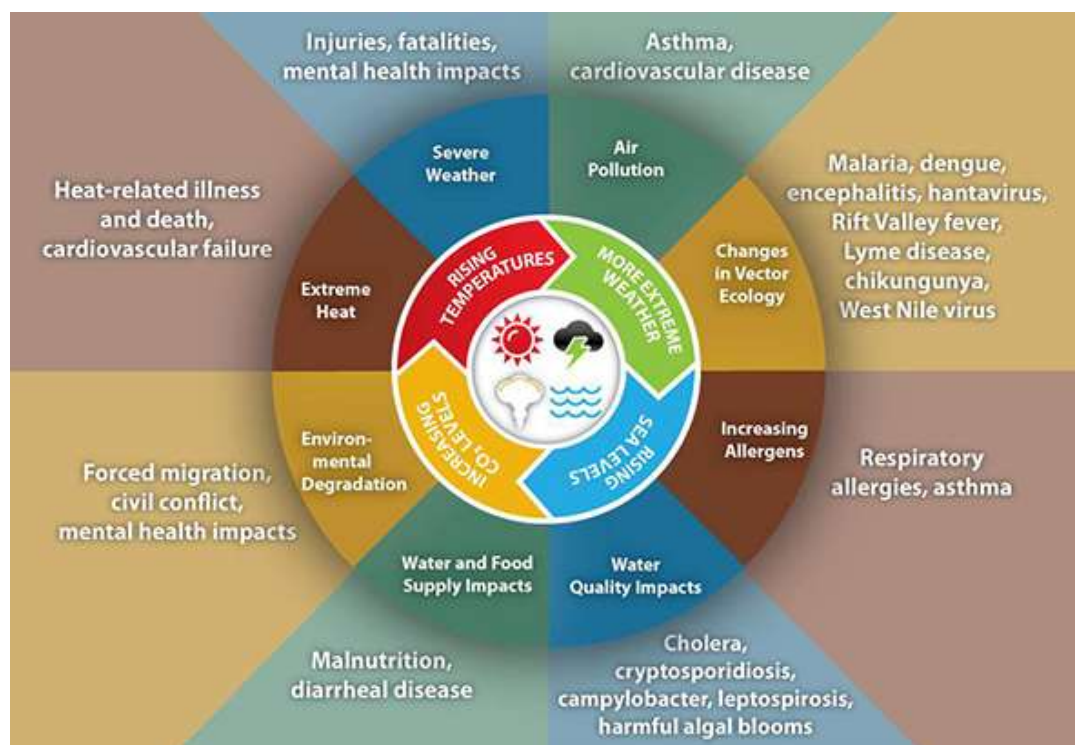 Injuries, fatalities,
mental health impacts
Asthma,
cardiovascular disease
Severe
Weather
Air
Pollution
Heat-related illness
and death,
cardiovascular failure
Malaria, dengue,
encephalitis, hantavirus,
Rift Valley fever,
Lyme disease,
chikungunya,
West Nile virus
Extreme
Heat
Changes
in Vector
Ecology
RISING
TEMPERATURES
MORE EXTREME
WEATHER
INCREASING
CO₂ LEVELS
RISING
SEA LEVELS
Environ-
mental
Degradation
Increasing
Allergens
Forced migration,
civil conflict,
mental health impacts
Respiratory
allergies, asthma
Water and Food
Supply Impacts
Water
Quality Impacts
Malnutrition,
diarrheal disease
Cholera,
cryptosporidiosis,
campylobacter, leptospirosis,
harmful algal blooms